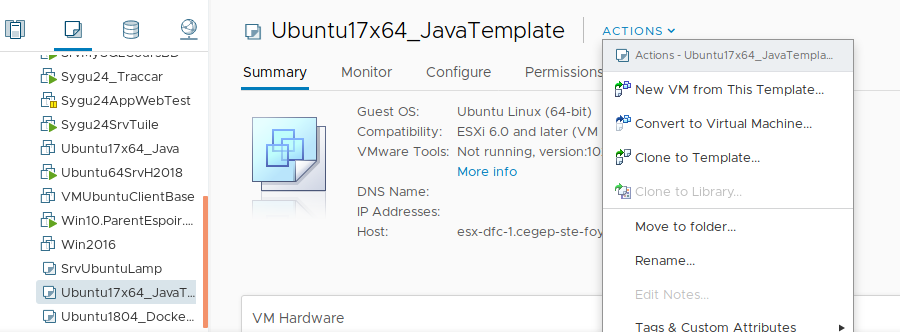 Sygu24_Traccar
Sygu24AppWebTest
Sygu24SrvTuile
Ubuntu17x64_Java
Ubuntu64SrvH2018
VMUbuntuClientBase
Win10.ParentEspoir....
Win2016
SrvUbuntuLamp
Ubuntu17x64_JavaT...
Ubuntu1804_Docke...
Ubuntu17x64_JavaTemplate
ACTIONS
Summary Monitor Configure Permissions
Guest OS: Ubuntu Linux (64-bit)
Compatibility: ESXi 6.0 and later (VM
VMware Tools: Not running, version:10
More info
DNS Name:
IP Addresses:
Host: esx-dfc-1.cegep-ste-foy
VM Hardware
Actions - Ubuntu17x64_JavaTempla...
New VM from This Template...
Convert to Virtual Machine...
Clone to Template...
Clone to Library...
Move to folder...
Rename...
Edit Notes...
Tags & Custom Attributes